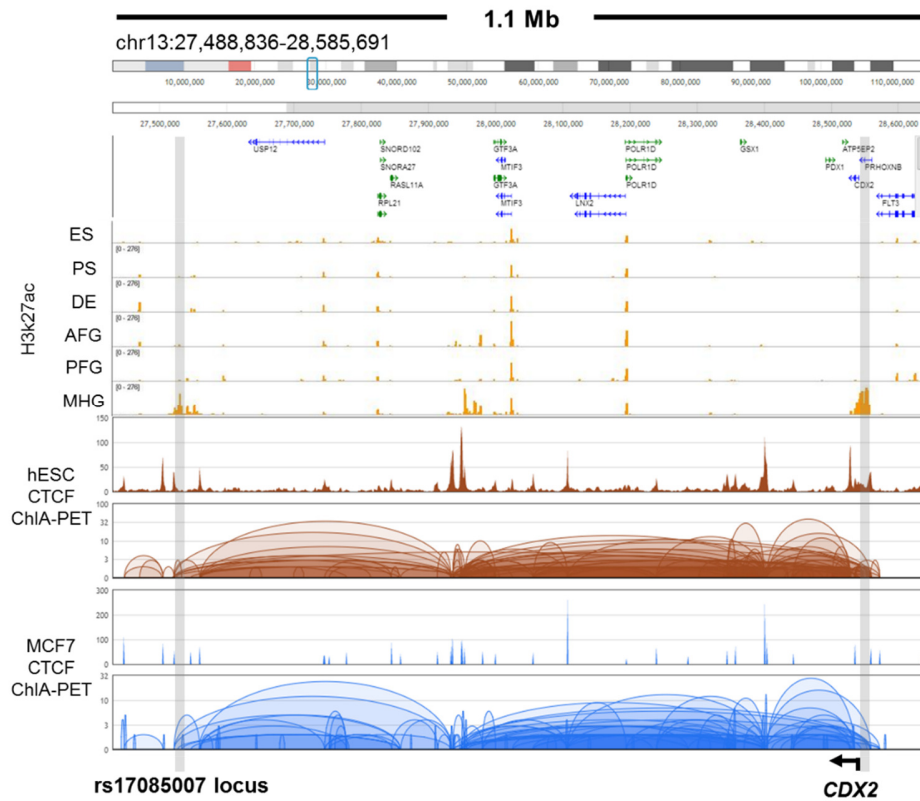 1.1 Mb
chr13:27,488,836-28,585,691
10,000,000 20,000,000 30,000,000 40,000,000 50,000,000 60,000,000 70,000,000 80,000,000 90,000,000 100,000,000 110,000,000
27,500,000 27,600,000 27,700,000 27,800,000 27,900,000 28,000,000 28,100,000 28,200,000 28,300,000 28,400,000 28,500,000 28,600,000
USP12 SNORD102 GTF3A POLR1D GSX1 ATP5EP2
SNORA27 MTIF3 POLR1D PDX1 PRHOXNB
RASL11A GTF3A POLR1D CDX2
RPL21 MTIF3 LNX2 FLT3
H3k27ac
ES
[0 - 276]
PS
[0 - 276]
DE
[0 - 276]
AFG
[0 - 276]
PFG
[0 - 276]
MHG
150
100
50
0
hESC
CTCF
ChIA-PET
100
32
10
3
0
300
200
100
0
MCF7
CTCF
ChIA-PET
32
10
3
0
rs17085007 locus
CDX2